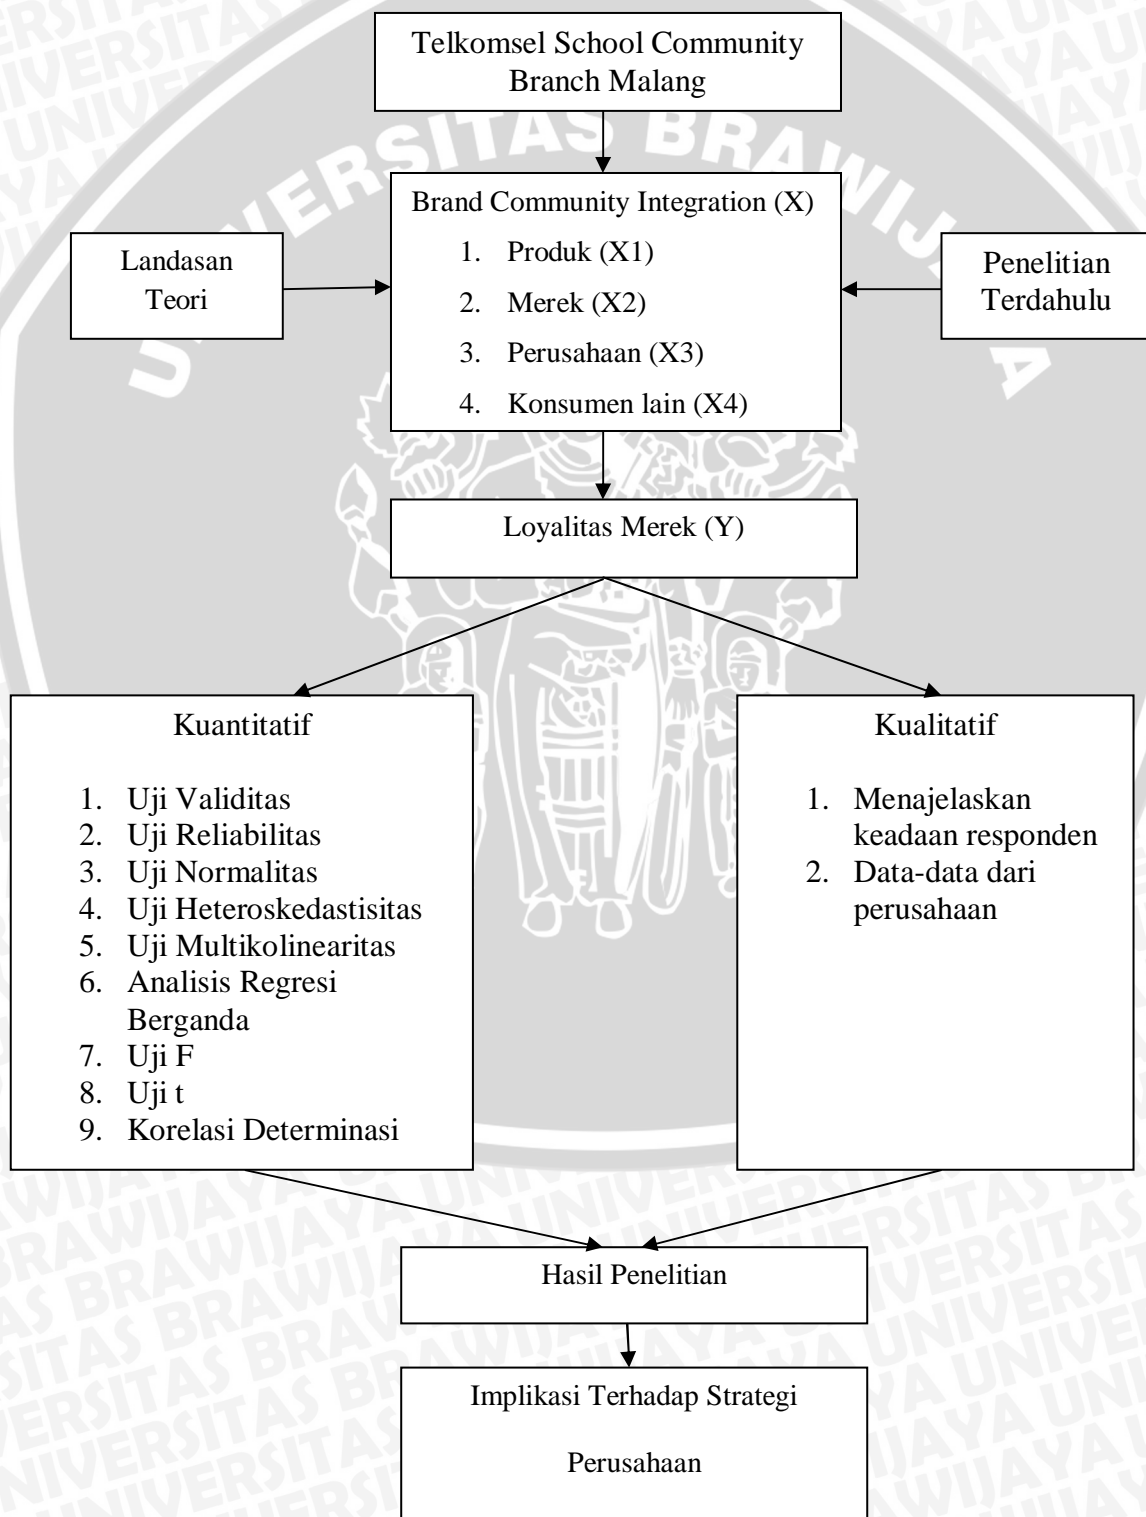 Telkomsel School Community
Branch Malang
UNIVERSITAS BRAWIJAYA
Brand Community Integration (X)
1. Produk (X1)
2. Merek (X2)
3. Perusahaan (X3)
4. Konsumen lain (X4)
Landasan
Teori
Penelitian
Terdahulu
Loyalitas Merek (Y)
Kuantitatif
1. Uji Validitas
2. Uji Reliabilitas
3. Uji Normalitas
4. Uji Heteroskedastisitas
5. Uji Multikolinearitas
6. Analisis Regresi
Berganda
7. Uji F
8. Uji t
9. Korelasi Determinasi
Kualitatif
1. Menajelaskan
keadaan responden
2. Data-data dari
perusahaan
Hasil Penelitian
Implikasi Terhadap Strategi
Perusahaan